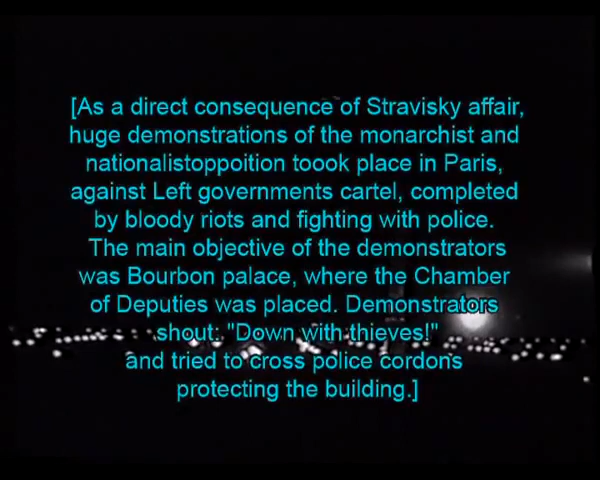 [As a direct consequence of Stravisky affair,
huge demonstrations of the monarchist and
nationalistoppoition toook place in Paris,
against Left governments cartel, completed
by bloody riots and fighting with police.
The main objective of the demonstrators
was Bourbon palace, where the Chamber
of Deputies was placed. Demonstrators
shout: "Down with thieves!"
and tried to cross police cordons
protecting the building.]